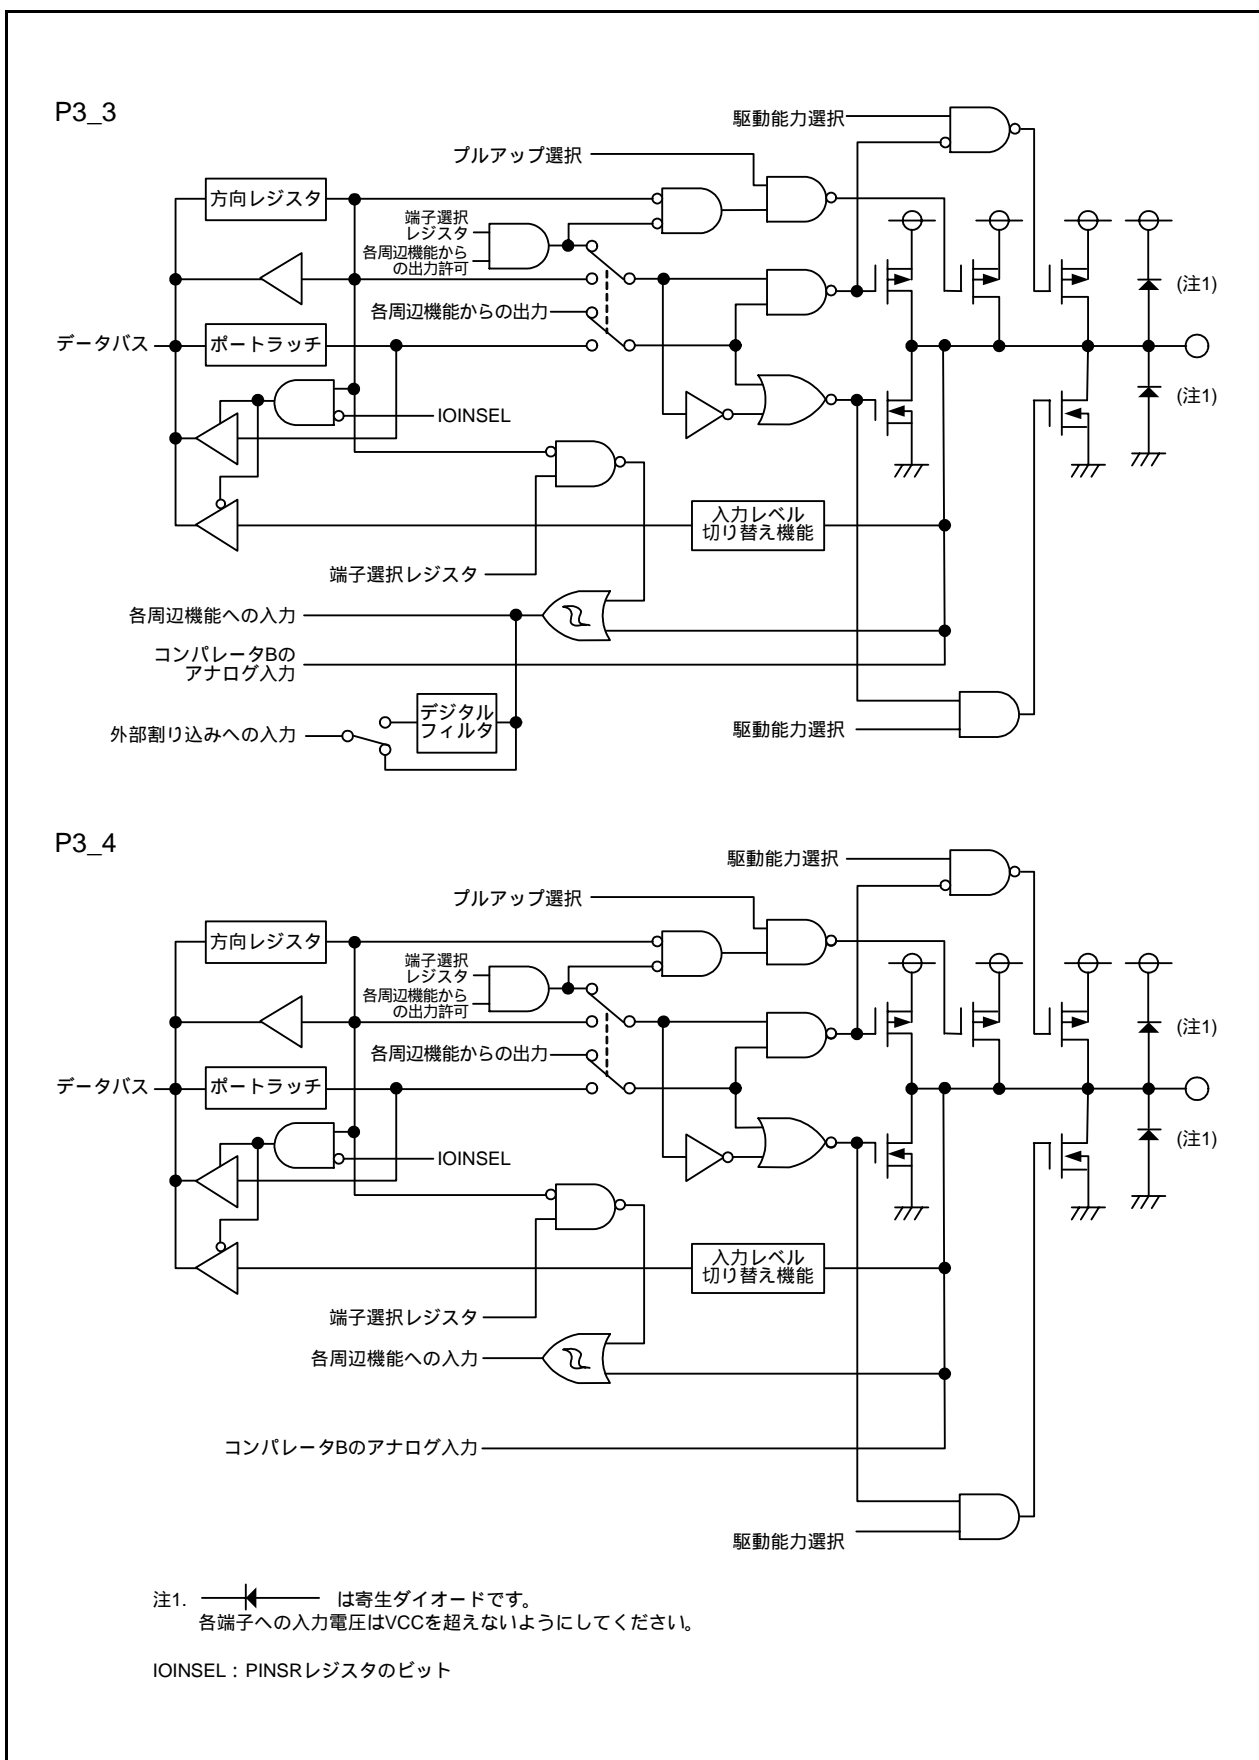 P3_3
駆動能力選択
プルアップ選択
方向レジスタ
端子選択
レジスタ
各周辺機能から
の出力許可
(注1)
各周辺機能からの出力
データバス
ポートラッチ
(注1)
IOINSEL
入力レベル
切り替え機能
端子選択レジスタ
各周辺機能への入力
コンパレータBの
アナログ入力
デジタル
フィルタ
外部割り込みへの入力
駆動能力選択
P3_4
駆動能力選択
プルアップ選択
方向レジスタ
端子選択
レジスタ
各周辺機能から
の出力許可
(注1)
各周辺機能からの出力
データバス
ポートラッチ
(注1)
IOINSEL
入力レベル
切り替え機能
端子選択レジスタ
各周辺機能への入力
コンパレータBのアナログ入力
駆動能力選択
注1. は寄生ダイオードです。
各端子への入力電圧はVCCを超えないようにしてください。
IOINSEL：PINSRレジスタのビット